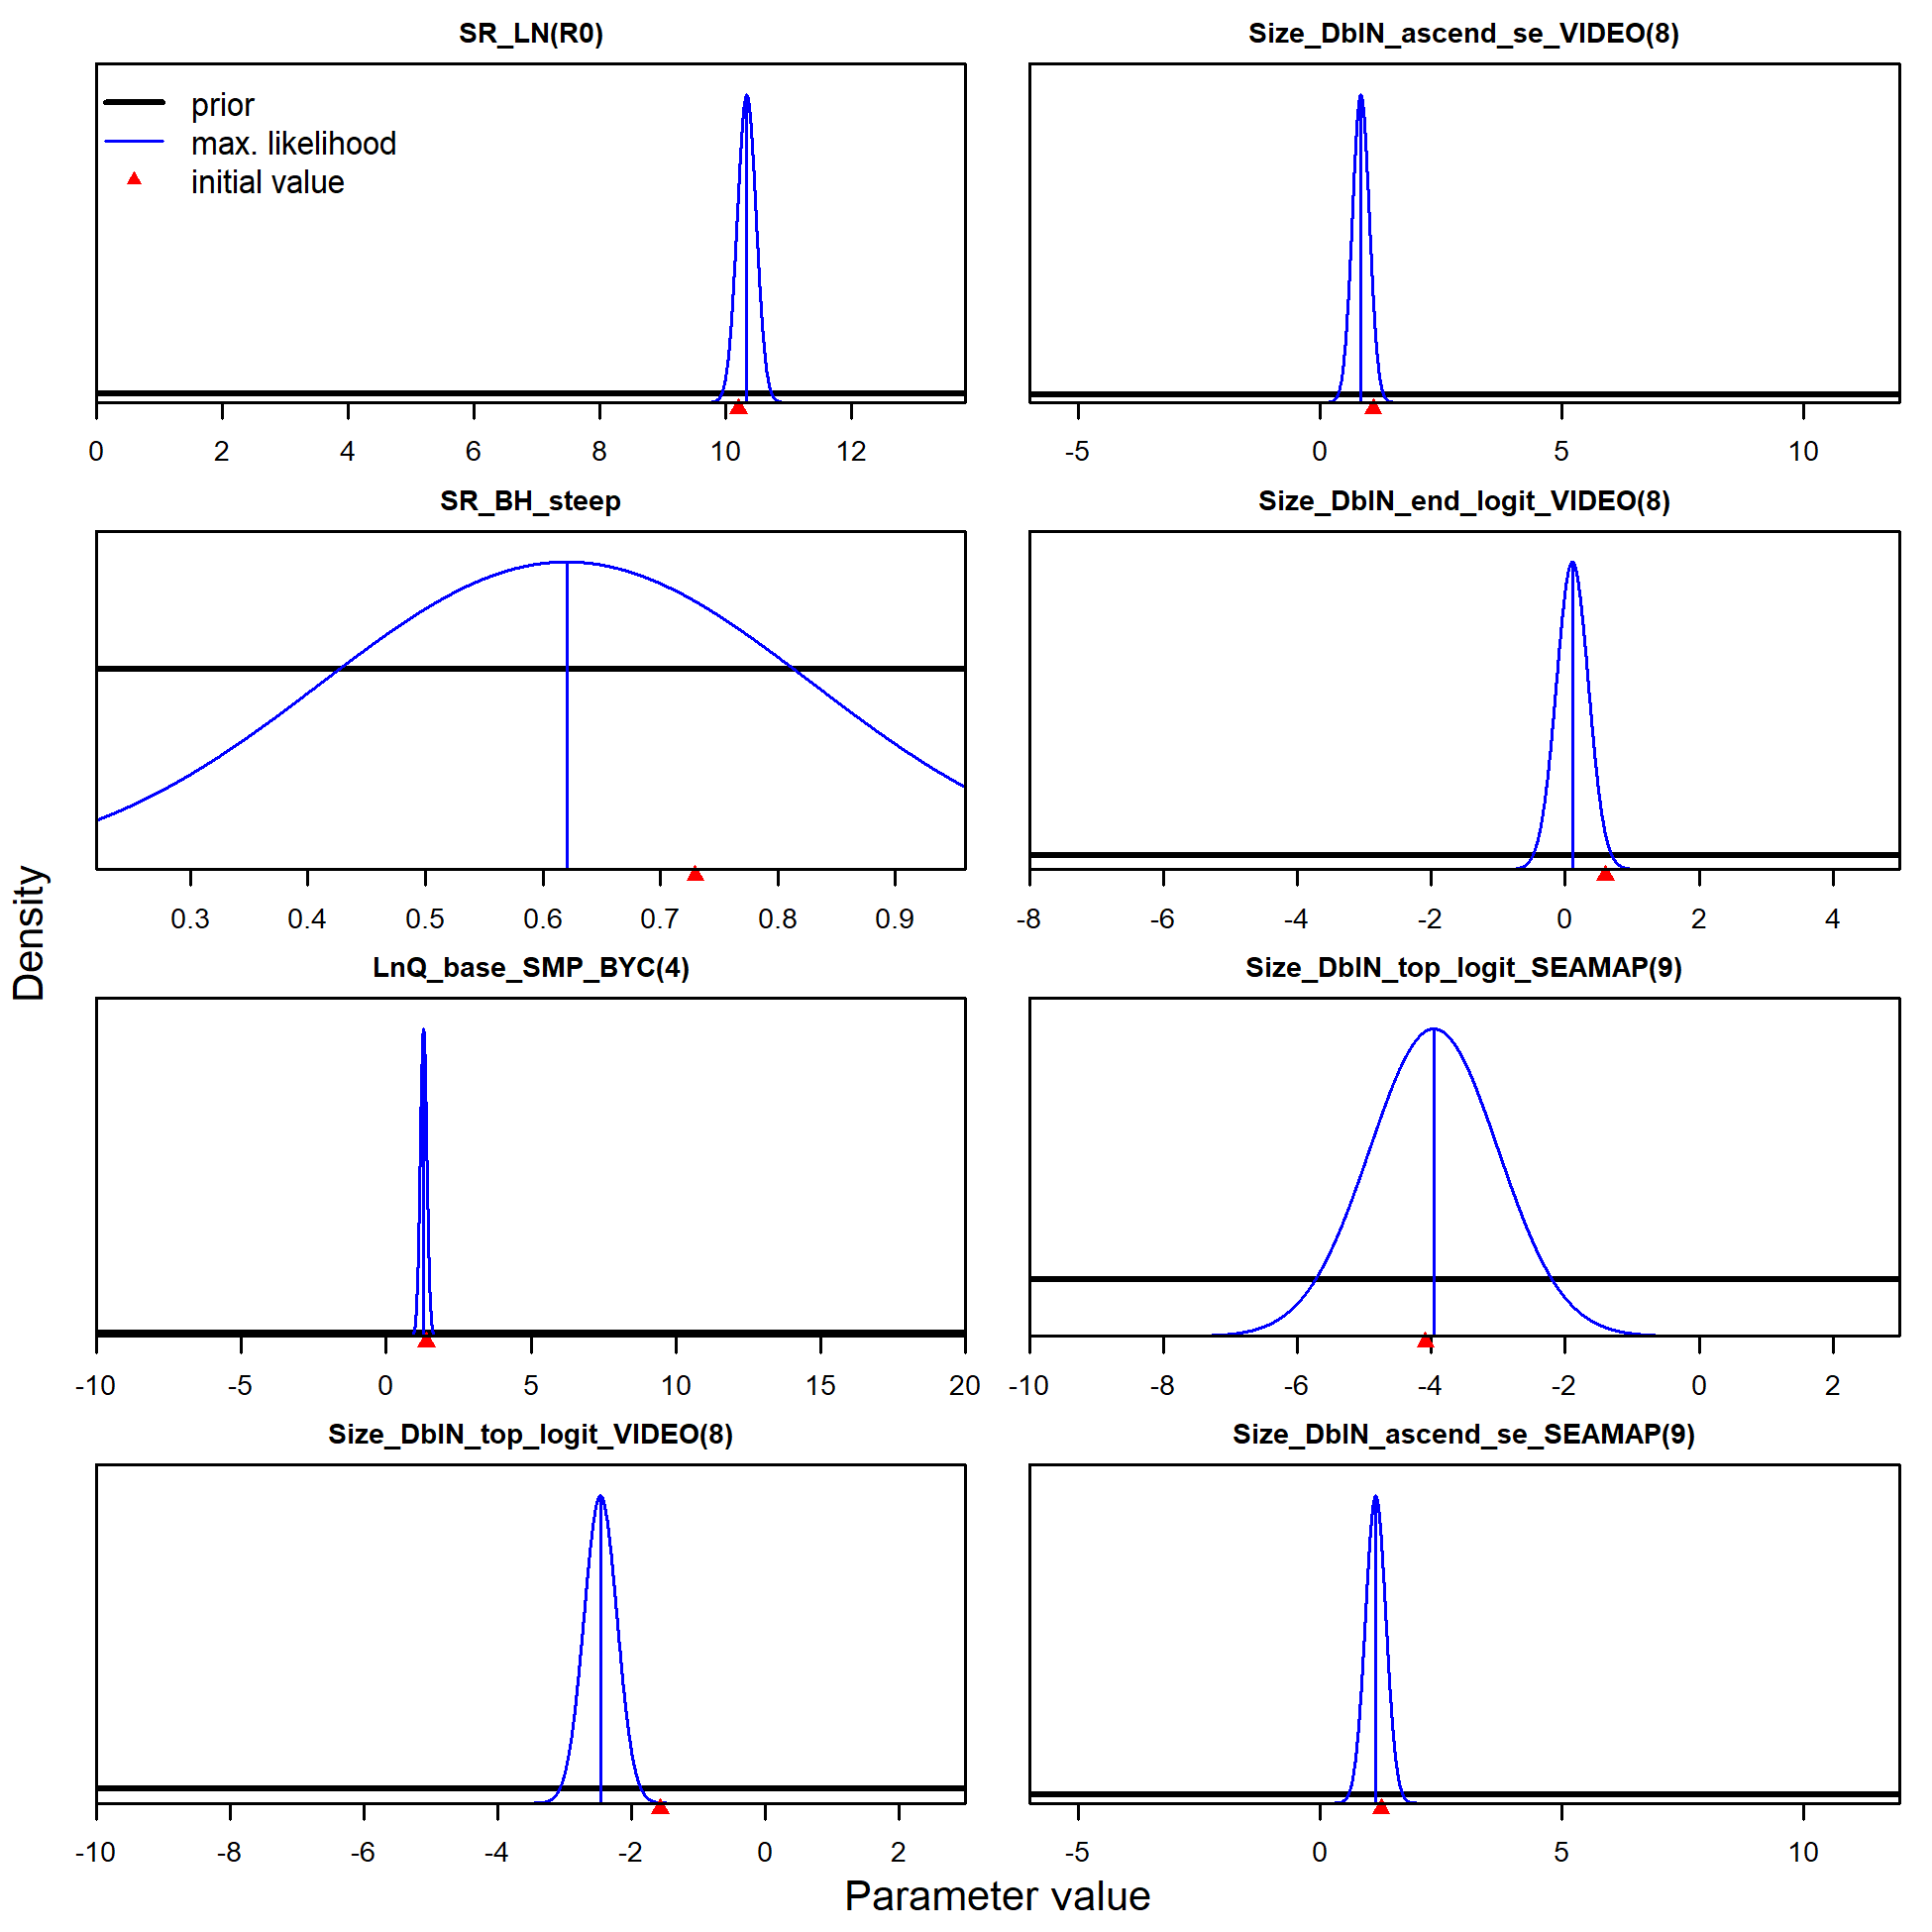 SR_LN(R0)
prior
max. likelihood
initial value
0 2 4 6 8 10 12
Size_DblN_ascend_se_VIDEO(8)
-5 0 5 10
SR_BH_steep
0.3 0.4 0.5 0.6 0.7 0.8 0.9
Size_DblN_end_logit_VIDEO(8)
-8 -6 -4 -2 0 2 4
Density
LnQ_base_SMP_BYC(4)
-10 -5 0 5 10 15 20
Size_DblN_top_logit_SEAMAP(9)
-10 -8 -6 -4 -2 0 2
Size_DblN_top_logit_VIDEO(8)
-10 -8 -6 -4 -2 0 2
Size_DblN_ascend_se_SEAMAP(9)
-5 0 5 10
Parameter value